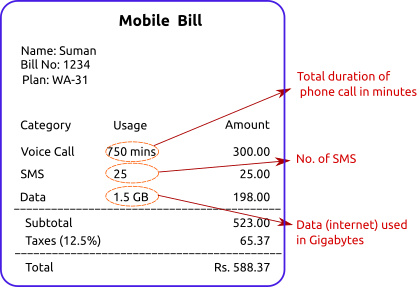 Mobile Bill
Name: Suman
Bill No: 1234
Plan: WA-31
Category Usage Amount
Voice Call 750 mins 300.00
SMS 25 25.00
Data 1.5 GB 198.00
Subtotal 523.00
Taxes (12.5%) 65.37
Total Rs. 588.37
Total duration of
phone call in minutes
No. of SMS
Data (internet) used
in Gigabytes